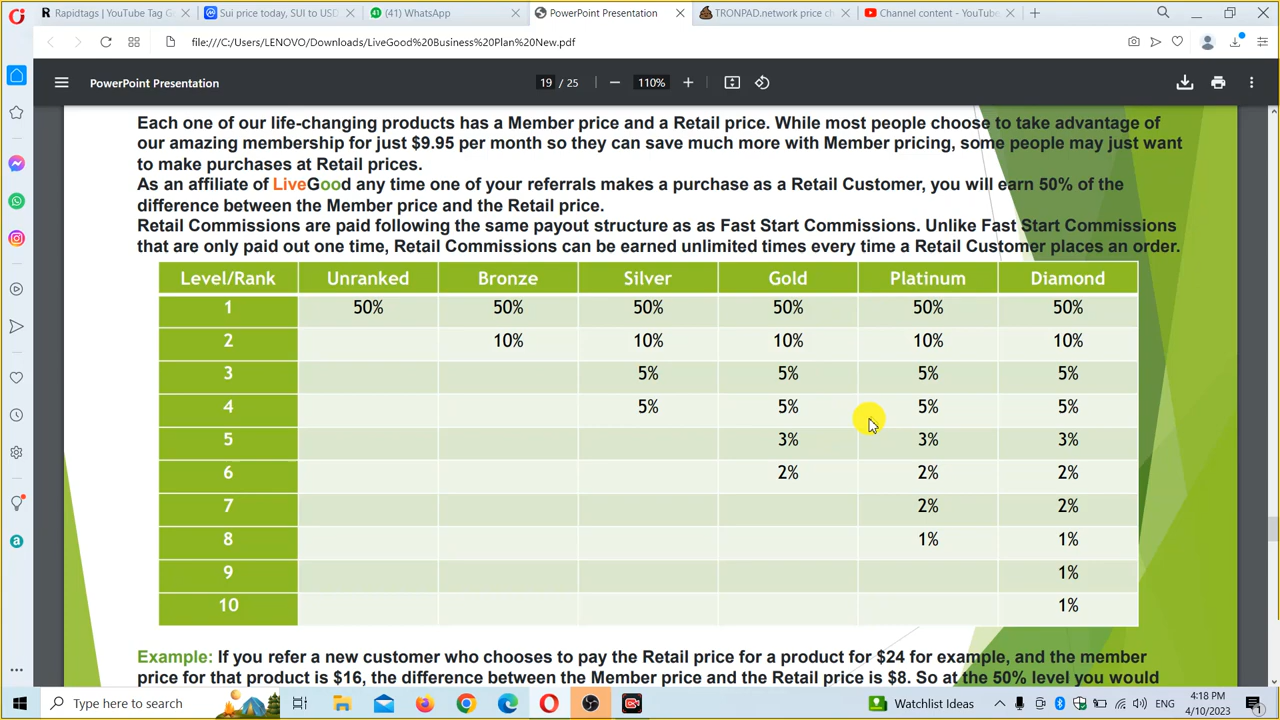 Rapidtags | YouTube Tag G
Sui price today, SUI to USD
(41) WhatsApp
PowerPoint Presentation
TRONPAD.network price ch
Channel content - YouTube
file:///C:/Users/LENOVO/Downloads/LiveGood%20Business%20Plan%20New.pdf
PowerPoint Presentation
19 / 25
110%
Each one of our life-changing products has a Member price and a Retail price. While most people choose to take advantage of
our amazing membership for just $9.95 per month so they can save much more with Member pricing, some people may just want
to make purchases at Retail prices.
As an affiliate of LiveGood any time one of your referrals makes a purchase as a Retail Customer, you will earn 50% of the
difference between the Member price and the Retail price.
Retail Commissions are paid following the same payout structure as as Fast Start Commissions. Unlike Fast Start Commissions
that are only paid out one time, Retail Commissions can be earned unlimited times every time a Retail Customer places an order.
Level/Rank Unranked Bronze Silver Gold Platinum Diamond
1 50% 50% 50% 50% 50% 50%
2 10% 10% 10% 10% 10%
3 5% 5% 5% 5%
4 5% 5% 5% 5%
5 3% 3% 3%
6 2% 2% 2%
7 2% 2%
8 1% 1%
9 1%
10 1%
Example: If you refer a new customer who chooses to pay the Retail price for a product for $24 for example, and the member
price for that product is $16, the difference between the Member price and the Retail price is $8. So at the 50% level you would
Type here to search
Watchlist Ideas
ENG
4:18 PM
4/10/2023